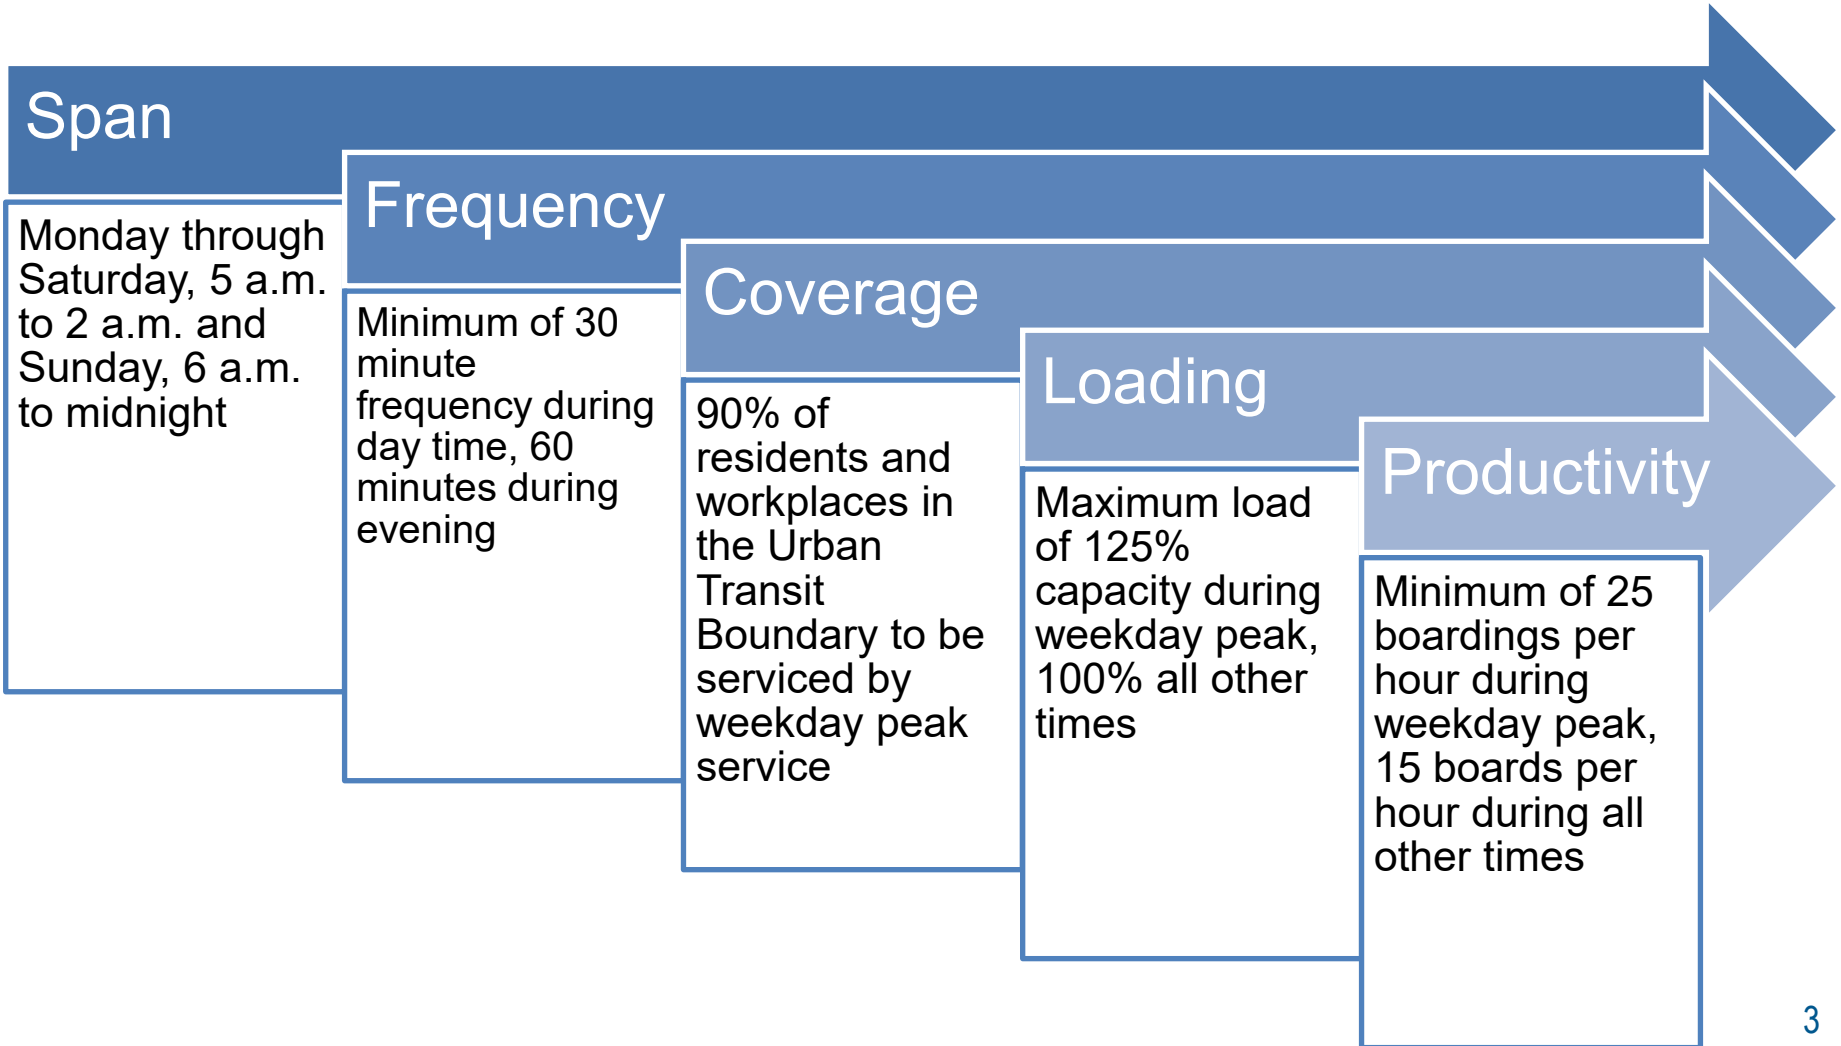 Span
Monday through
Saturday, 5 a.m.
to 2 a.m. and
Sunday, 6 a.m.
to midnight
Frequency
Minimum of 30
minute
frequency during
day time, 60
minutes during
evening
Coverage
90% of
residents and
workplaces in
the Urban
Transit
Boundary to be
serviced by
weekday peak
service
Loading
Maximum load
of 125%
capacity during
weekday peak,
100% all other
times
Productivity
Minimum of 25
boardings per
hour during
weekday peak,
15 boards per
hour during all
other times
3